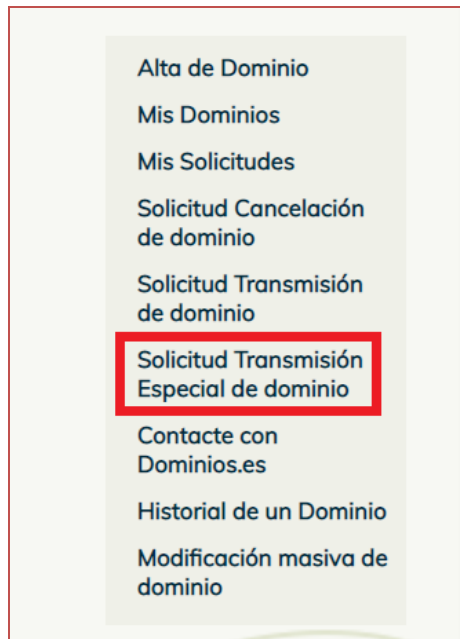 Alta de Dominio
Mis Dominios
Mis Solicitudes
Solicitud Cancelación
de dominio
Solicitud Transmisión
de dominio
Solicitud Transmisión
Especial de dominio
Contacte con
Dominios.es
Historial de un Dominio
Modificación masiva de
dominio